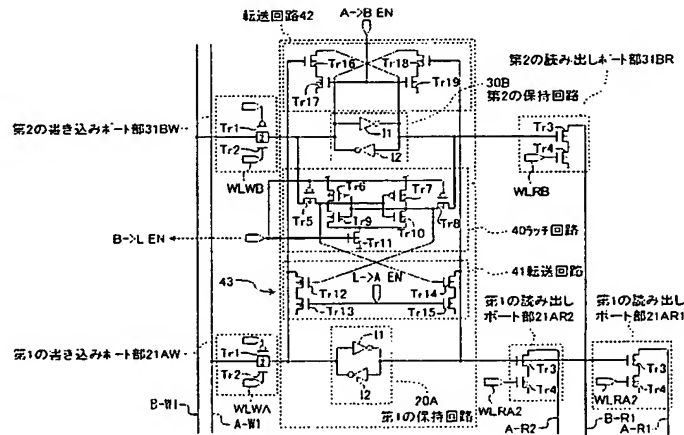 A->B EN
転送回路42
第2の読み出しポート部31BR
Tr16
Tr18
Tr17
Tr19
30B
第2の保持回路
第2の書き込みポート部31BW
Tr1
Tr2
I1
I2
Tr3
Tr4
WLWB
WLRB
Tr6
Tr7
Tr5
Tr8
Tr9
Tr10
Tr11
B->L EN
40ラッチ回路
L->A EN
41転送回路
43
Tr12
Tr14
Tr13
Tr15
第1の読み出し
ポート部21AR2
第1の読み出し
ポート部21AR1
第1の書き込みポート部21AW
Tr1
Tr2
I1
I2
Tr3
Tr4
Tr3
Tr4
WLWA
20A
第1の保持回路
WLRA2
WLRA2
B-W1
A-W1
A-R2
B-R1
A-R1